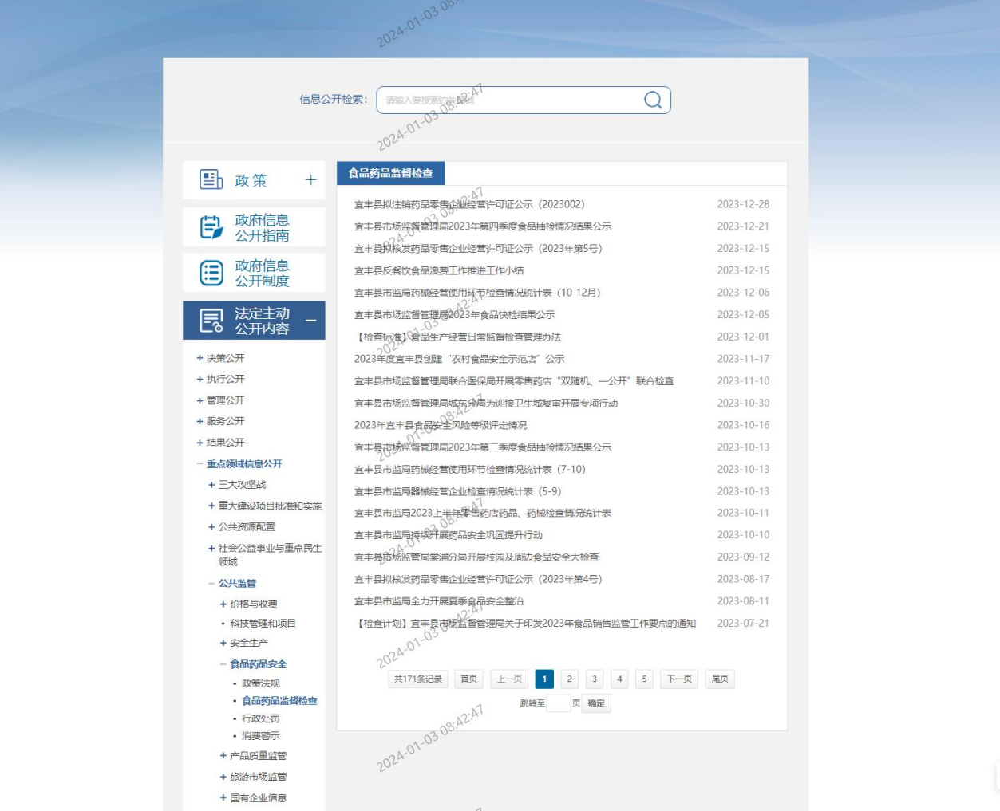 2024-01-03 08:
信息公开检索：
请输入要搜索的关键词
2024-01-03 08:42:47
政 策
政府信息
公开指南
政府信息
公开制度
法定主动
公开内容
决策公开
执行公开
管理公开
服务公开
结果公开
重点领域信息公开
三大攻坚战
重大建设项目批准和实施
公共资源配置
社会公益事业与重点民生
领域
公共监管
价格与收费
科技管理和项目
安全生产
食品药品安全
政策法规
食品药品监督检查
行政处罚
消费警示
产品质量监管
旅游市场监管
国有企业信息
食品药品监督检查
宜丰县拟注销药品零售企业经营许可证公示（2023002） 2023-12-28
宜丰县市场监督管理局2023年第四季度食品抽检情况结果公示 2023-12-21
宜丰县拟核发药品零售企业经营许可证公示（2023年第5号） 2023-12-15
宜丰县反餐饮食品浪费工作推进工作小结 2023-12-15
宜丰县市监局药械经营使用环节检查情况统计表（10-12月） 2023-12-06
宜丰县市场监督管理局2023年食品快检结果公示 2023-12-05
【检查标准】食品生产经营日常监督检查管理办法 2023-12-01
2023年度宜丰县创建“农村食品安全示范店”公示 2023-11-17
宜丰县市场监督管理局联合医保局开展零售药店“双随机、一公开”联合检查 2023-11-10
宜丰县市场监督管理局城东分局为迎接卫生城复审开展专项行动 2023-10-30
2023年宜丰县食品安全风险等级评定情况 2023-10-16
宜丰县市场监督管理局2023年第三季度食品抽检情况结果公示 2023-10-13
宜丰县市监局药械经营使用环节检查情况统计表（7-10） 2023-10-13
宜丰县市监局器械经营企业检查情况统计表（5-9） 2023-10-13
宜丰县市监局2023上半年零售药店药品、药械检查情况统计表 2023-10-11
宜丰县市监局持续开展药品安全巩固提升行动 2023-10-10
宜丰县市场监管局棠浦分局开展校园及周边食品安全大检查 2023-09-12
宜丰县拟核发药品零售企业经营许可证公示（2023年第4号） 2023-08-17
宜丰县市监局全力开展夏季食品安全整治 2023-08-11
【检查计划】宜丰县市场监督管理局关于印发2023年食品销售监管工作要点的通知 2023-07-21
2024-01-03 08:42:47
2024-01-03 08:42:47
2024-01-03 08:42:47
2024-01-03 08:42:47
2024-01-03 08:42:47
共171条记录 首页 上一页 1 2 3 4 5 下一页 尾页
跳转至 页 确定
2024-01-03 08:42:47